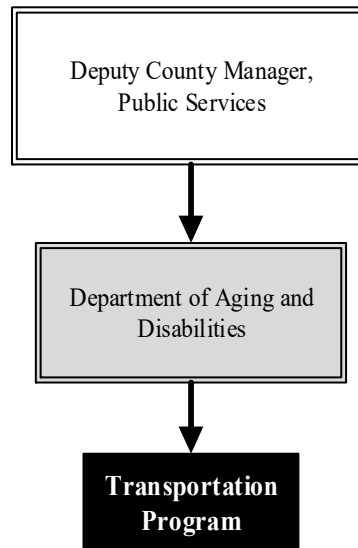 Deputy County Manager,
Public Services
Department of Aging and
Disabilities
Transportation
Program